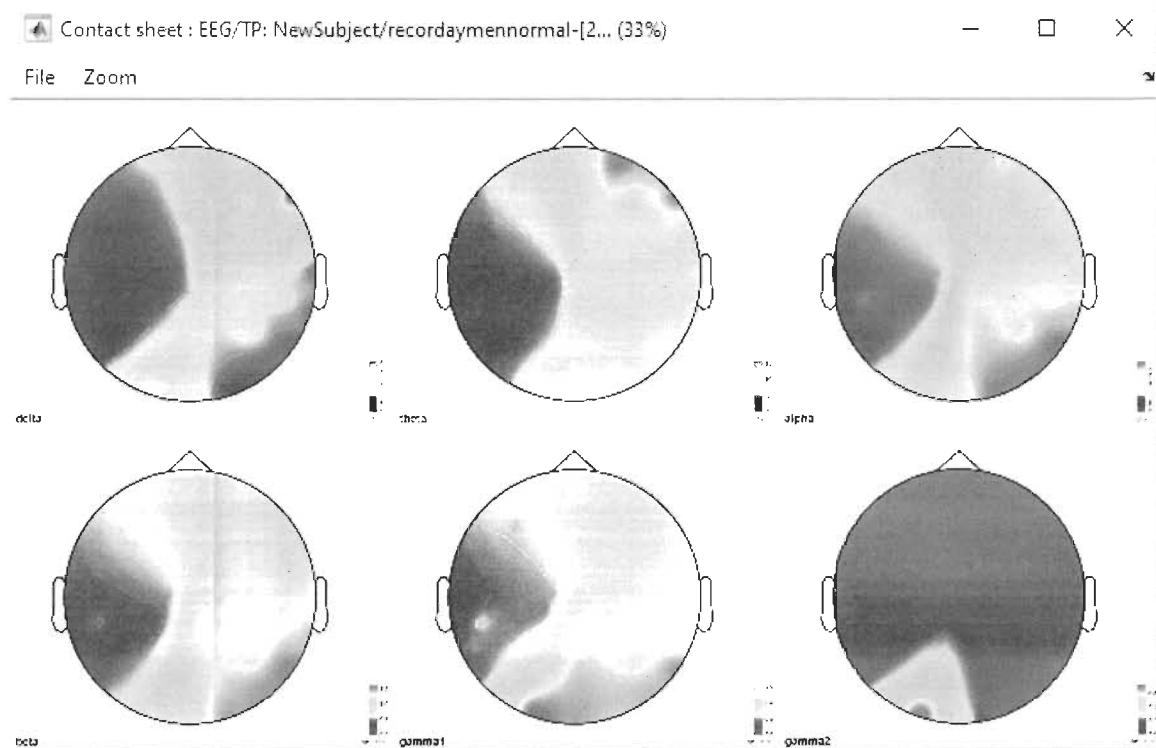 Contact sheet : EEG/TP: NewSubject/recordaymennormal-[2... (33%)
File Zoom
delta
theta
alpha
beta
gamma1
gamma2